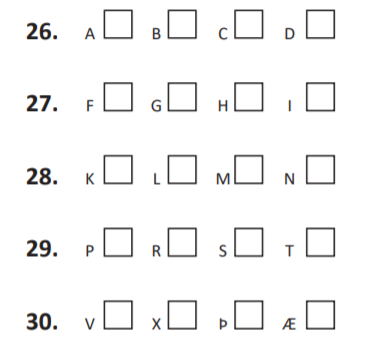 26. A B C D
27. F G H I
28. K L M N
29. P R S T
30. V X Þ Æ